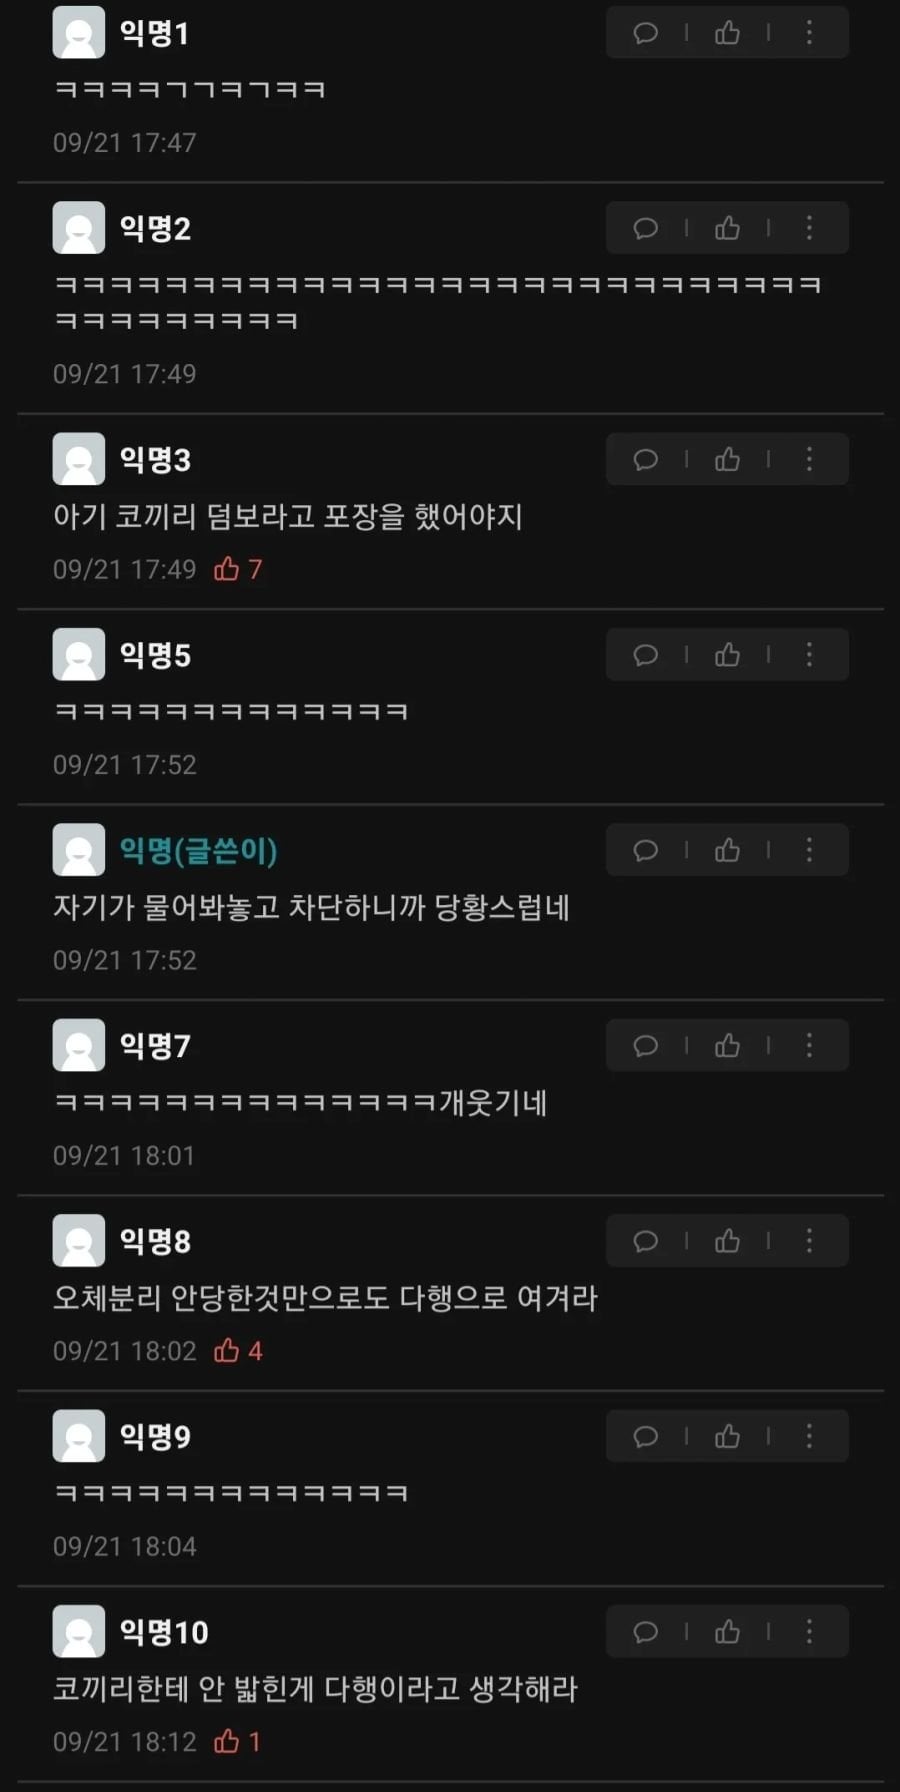 익명1
ㅋㅋㅋㅋㄱㄱㅋㄱㅋㅋ
09/21 17:47
익명2
ㅋㅋㅋㅋㅋㅋㅋㅋㅋㅋㅋㅋㅋㅋㅋㅋㅋㅋㅋㅋㅋㅋㅋㅋㅋㅋㅋㅋ
ㅋㅋㅋㅋㅋㅋㅋㅋㅋ
09/21 17:49
익명3
아기 코끼리 덤보라고 포장을 했어야지
09/21 17:49 7
익명5
ㅋㅋㅋㅋㅋㅋㅋㅋㅋㅋㅋㅋㅋ
09/21 17:52
익명(글쓴이)
자기가 물어봐놓고 차단하니까 당황스럽네
09/21 17:52
익명7
ㅋㅋㅋㅋㅋㅋㅋㅋㅋㅋㅋㅋㅋㅋ개웃기네
09/21 18:01
익명8
오체분리 안당한것만으로도 다행으로 여겨라
09/21 18:02 4
익명9
ㅋㅋㅋㅋㅋㅋㅋㅋㅋㅋㅋㅋㅋ
09/21 18:04
익명10
코끼리한테 안 밟힌게 다행이라고 생각해라
09/21 18:12 1